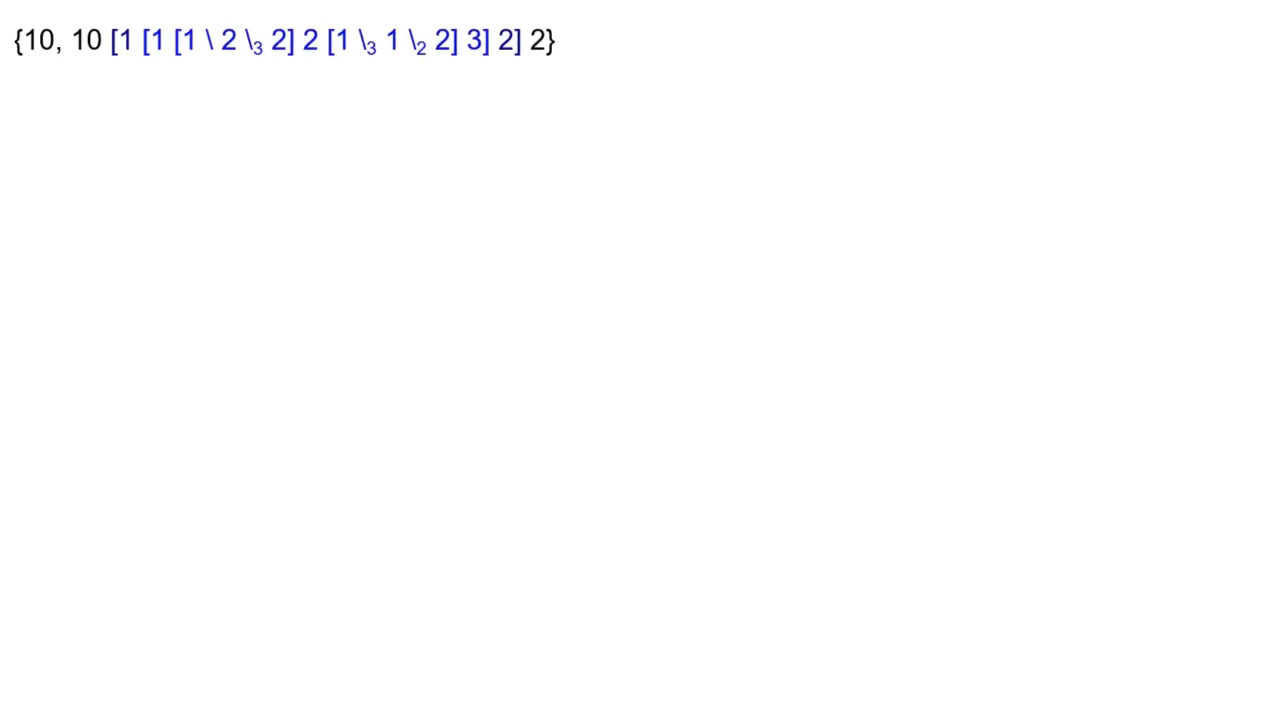 {10, 10 [1 [1 [1 \ 2 \₃ 2] 2 [1 \₃ 1 \₂ 2] 3] 2] 2}